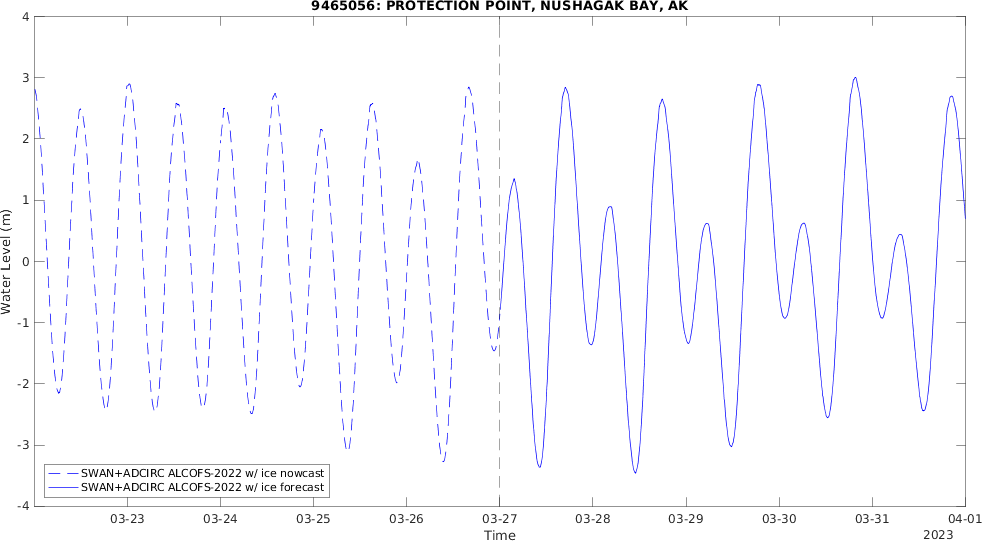 9465056: PROTECTION POINT, NUSHAGAK BAY, AK
4
3
2
1
0
-1
-2
-3
-4
Water Level (m)
SWAN+ADCIRC ALCOFS-2022 w/ ice nowcast
SWAN+ADCIRC ALCOFS-2022 w/ ice forecast
03-23 03-24 03-25 03-26 03-27 03-28 03-29 03-30 03-31 04-01
Time
2023